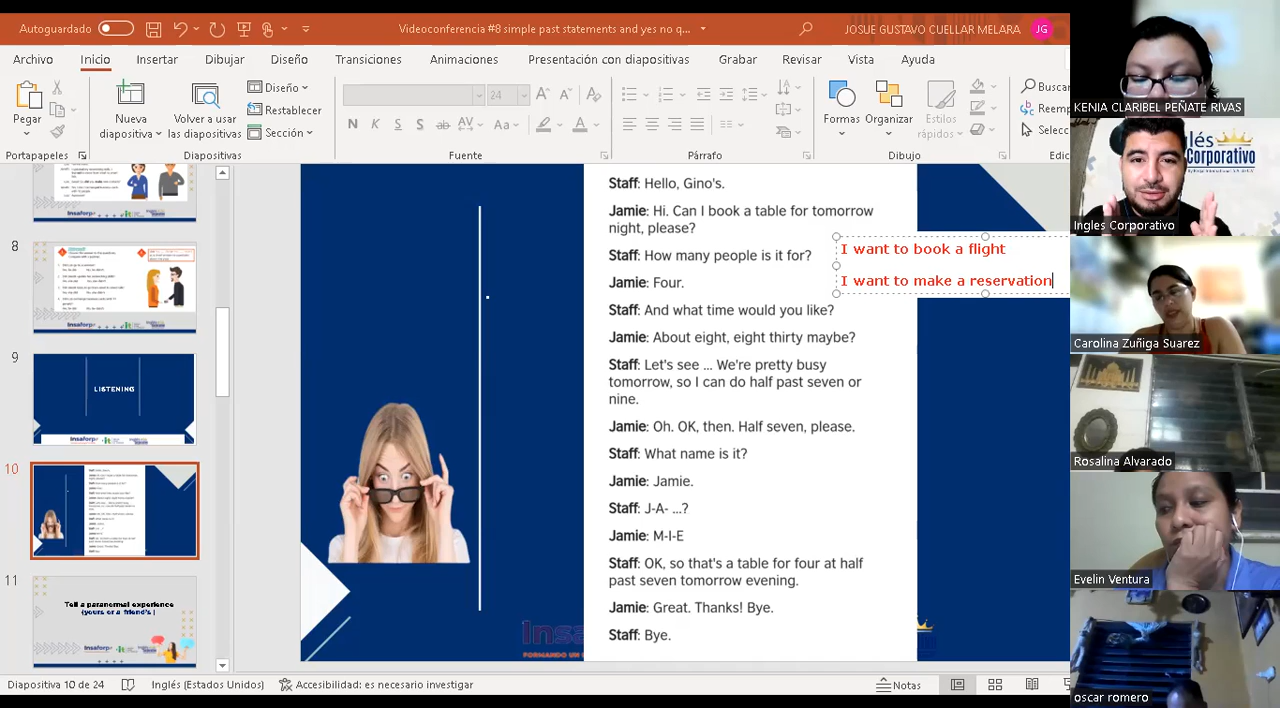 Autoguardado
Videoconferencia #8 simple past statements and yes no q...
JOSUE GUSTAVO CUELLAR MELARA
JG
Archivo
Inicio
Insertar
Dibujar
Diseño
Transiciones
Animaciones
Presentación con diapositivas
Grabar
Revisar
Vista
Ayuda
Pegar
Nueva diapositiva
Volver a usar las diapositivas
Diseño
Restablecer
Sección
24
N K S S ab AV Aa A
Formas
Organizar
Estilos rápidos
Buscar
Reemp
Selecc
Portapapeles
Diapositivas
Fuente
Párrafo
Dibujo
Edic
8
9
LISTENING
10
11
Tell a paranormal experience
(yours or a friend's )
Staff: Hello, Gino's.
Jamie: Hi. Can I book a table for tomorrow
night, please?
Staff: How many people is it for?
Jamie: Four.
Staff: And what time would you like?
Jamie: About eight, eight thirty maybe?
Staff: Let's see ... We're pretty busy
tomorrow, so I can do half past seven or
nine.
Jamie: Oh. OK, then. Half seven, please.
Staff: What name is it?
Jamie: Jamie.
Staff: J-A- ...?
Jamie: M-I-E
Staff: OK, so that's a table for four at half
past seven tomorrow evening.
Jamie: Great. Thanks! Bye.
Staff: Bye.
I want to book a flight
I want to make a reservation
Diapositiva 10 de 24
Inglés (Estados Unidos)
Accesibilidad: es necesario investigar
Notas
KENIA CLARIBEL PEÑATE RIVAS
Ingles Corporativo
Carolina Zuñiga Suarez
Rosalina Alvarado
Evelin Ventura
oscar romero